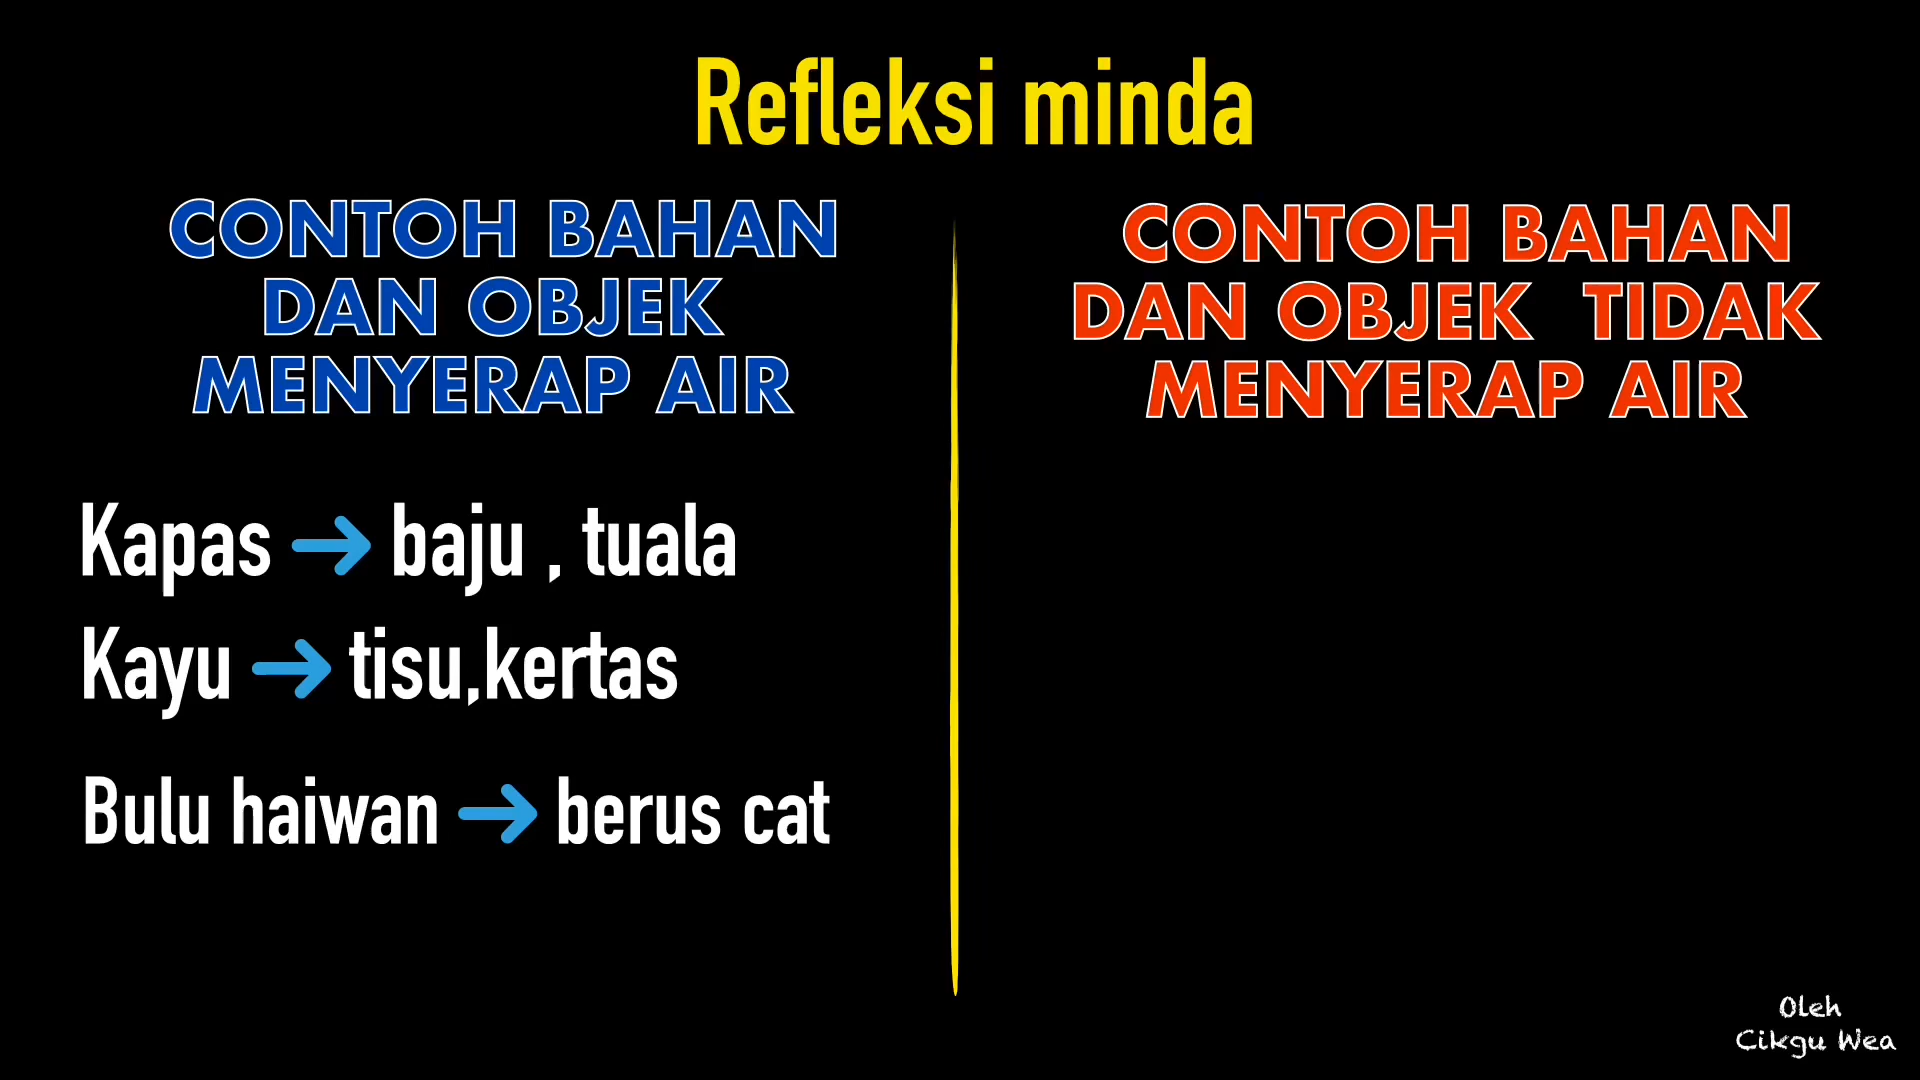 Refleksi minda
CONTOH BAHAN
DAN OBJEK
MENYERAP AIR
Kapas → baju , tuala
Kayu → tisu,kertas
Bulu haiwan → berus cat
CONTOH BAHAN
DAN OBJEK TIDAK
MENYERAP AIR
Oleh
Cikgu Wea